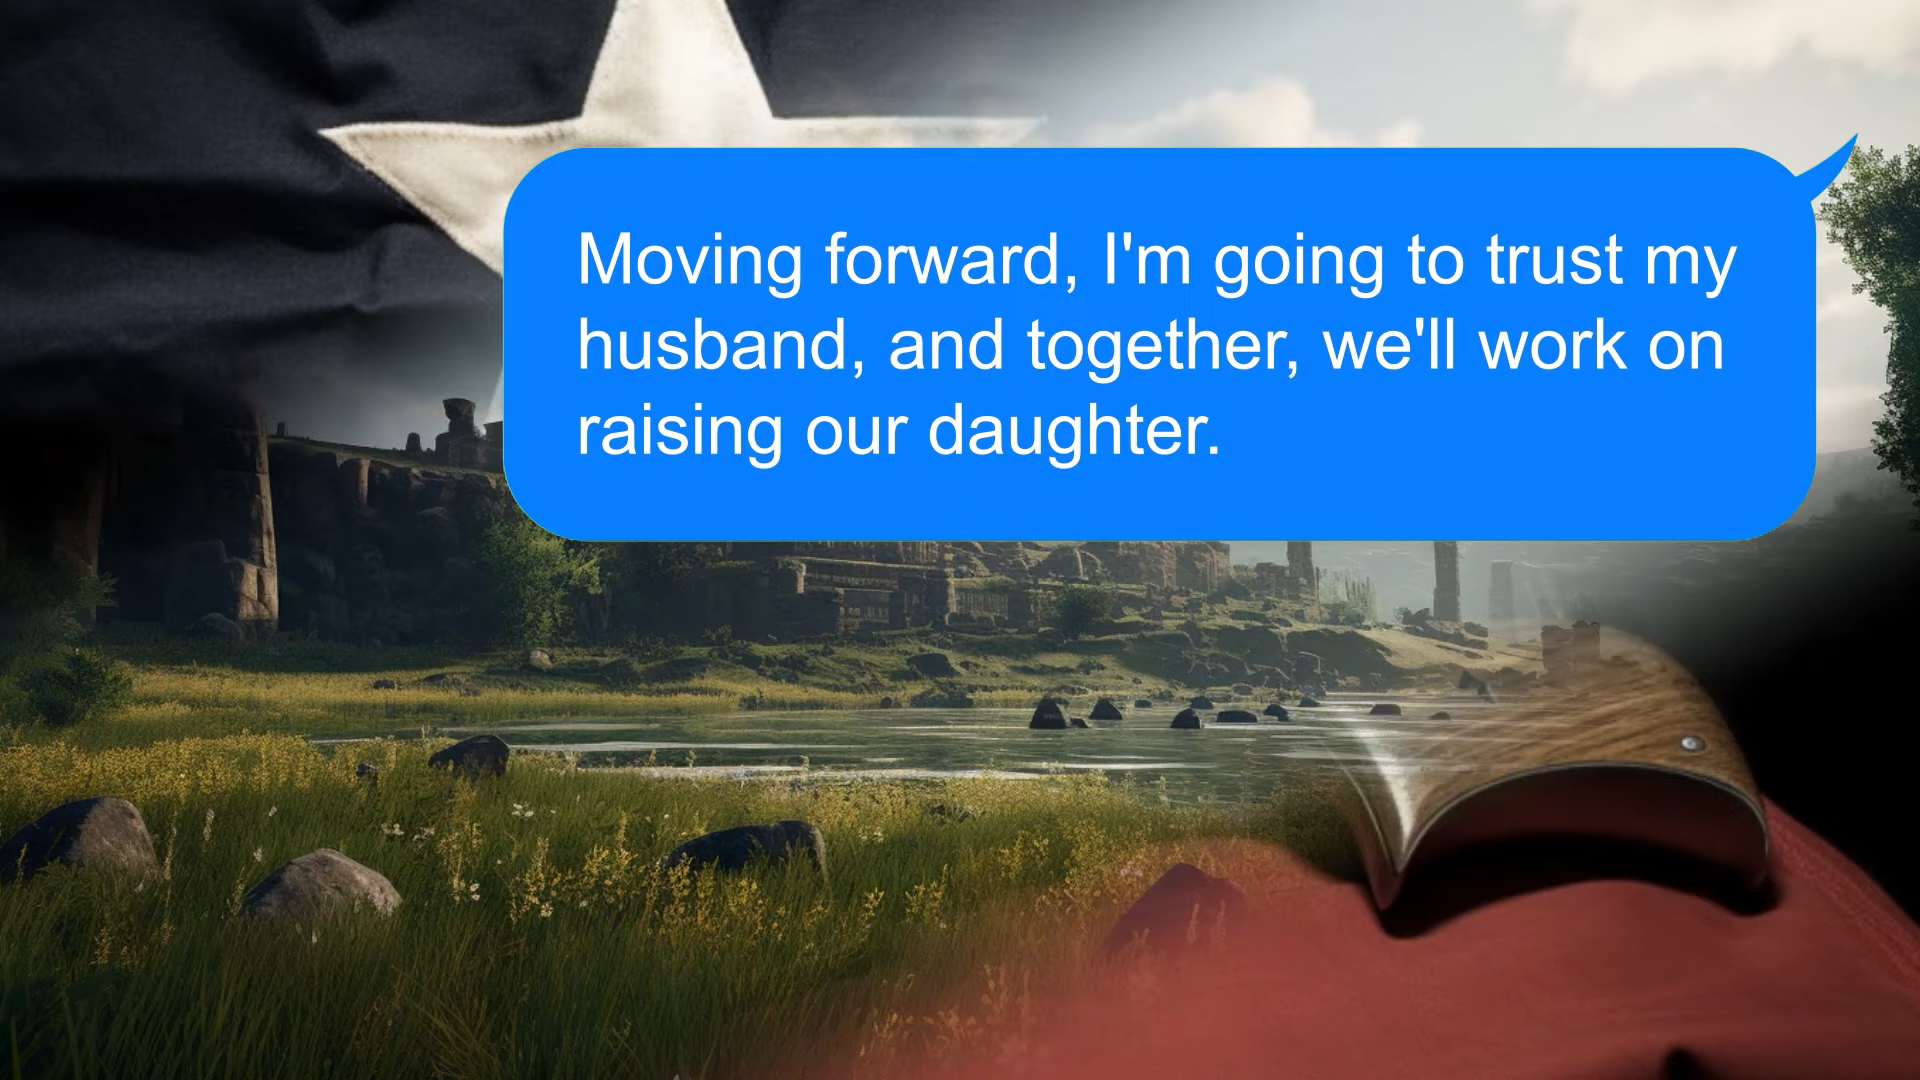 Moving forward, I'm going to trust my
husband, and together, we'll work on
raising our daughter.